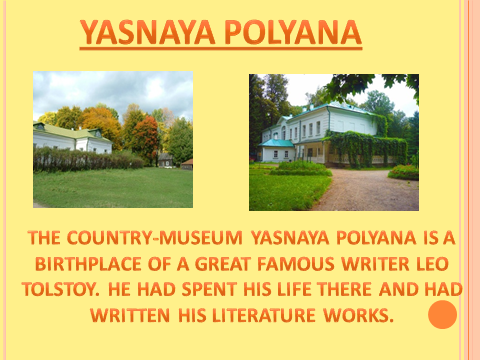 YASNAYA POLYANA
THE COUNTRY-MUSEUM YASNAYA POLYANA IS A
BIRTHPLACE OF A GREAT FAMOUS WRITER LEO
TOLSTOY. HE HAD SPENT HIS LIFE THERE AND HAD
WRITTEN HIS LITERATURE WORKS.